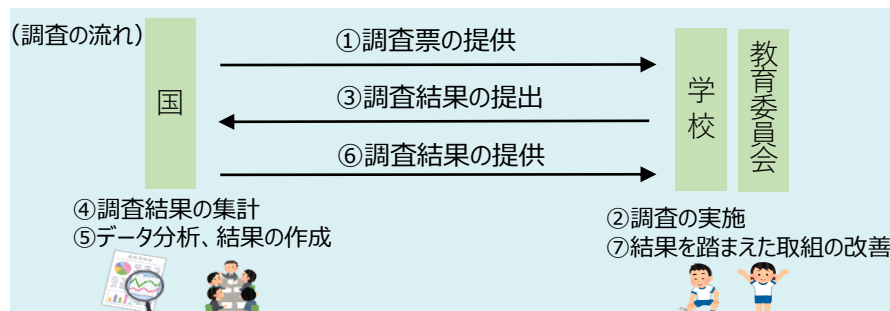 (調査の流れ)
国
①調査票の提供
③調査結果の提出
⑥調査結果の提供
学校
教育委員会
④調査結果の集計
⑤データ分析、結果の作成
②調査の実施
⑦結果を踏まえた取組の改善